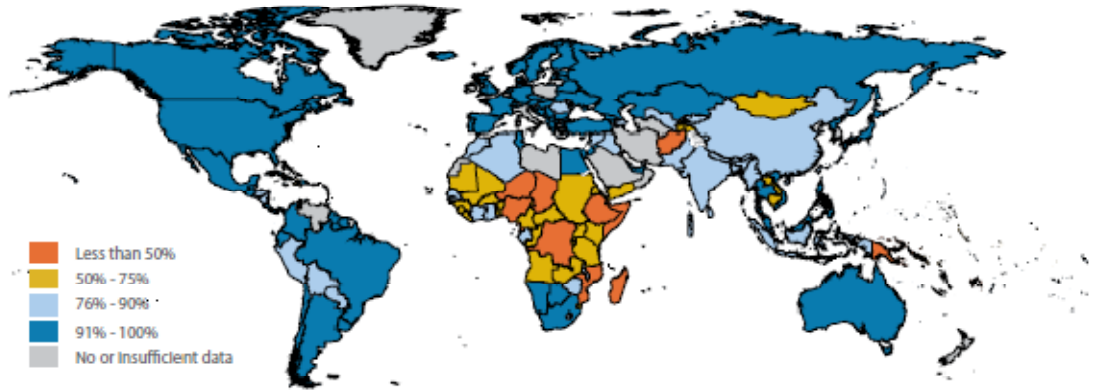 Less than 50%
50% - 75%
76% - 90%
91% - 100%
No or insufficient data